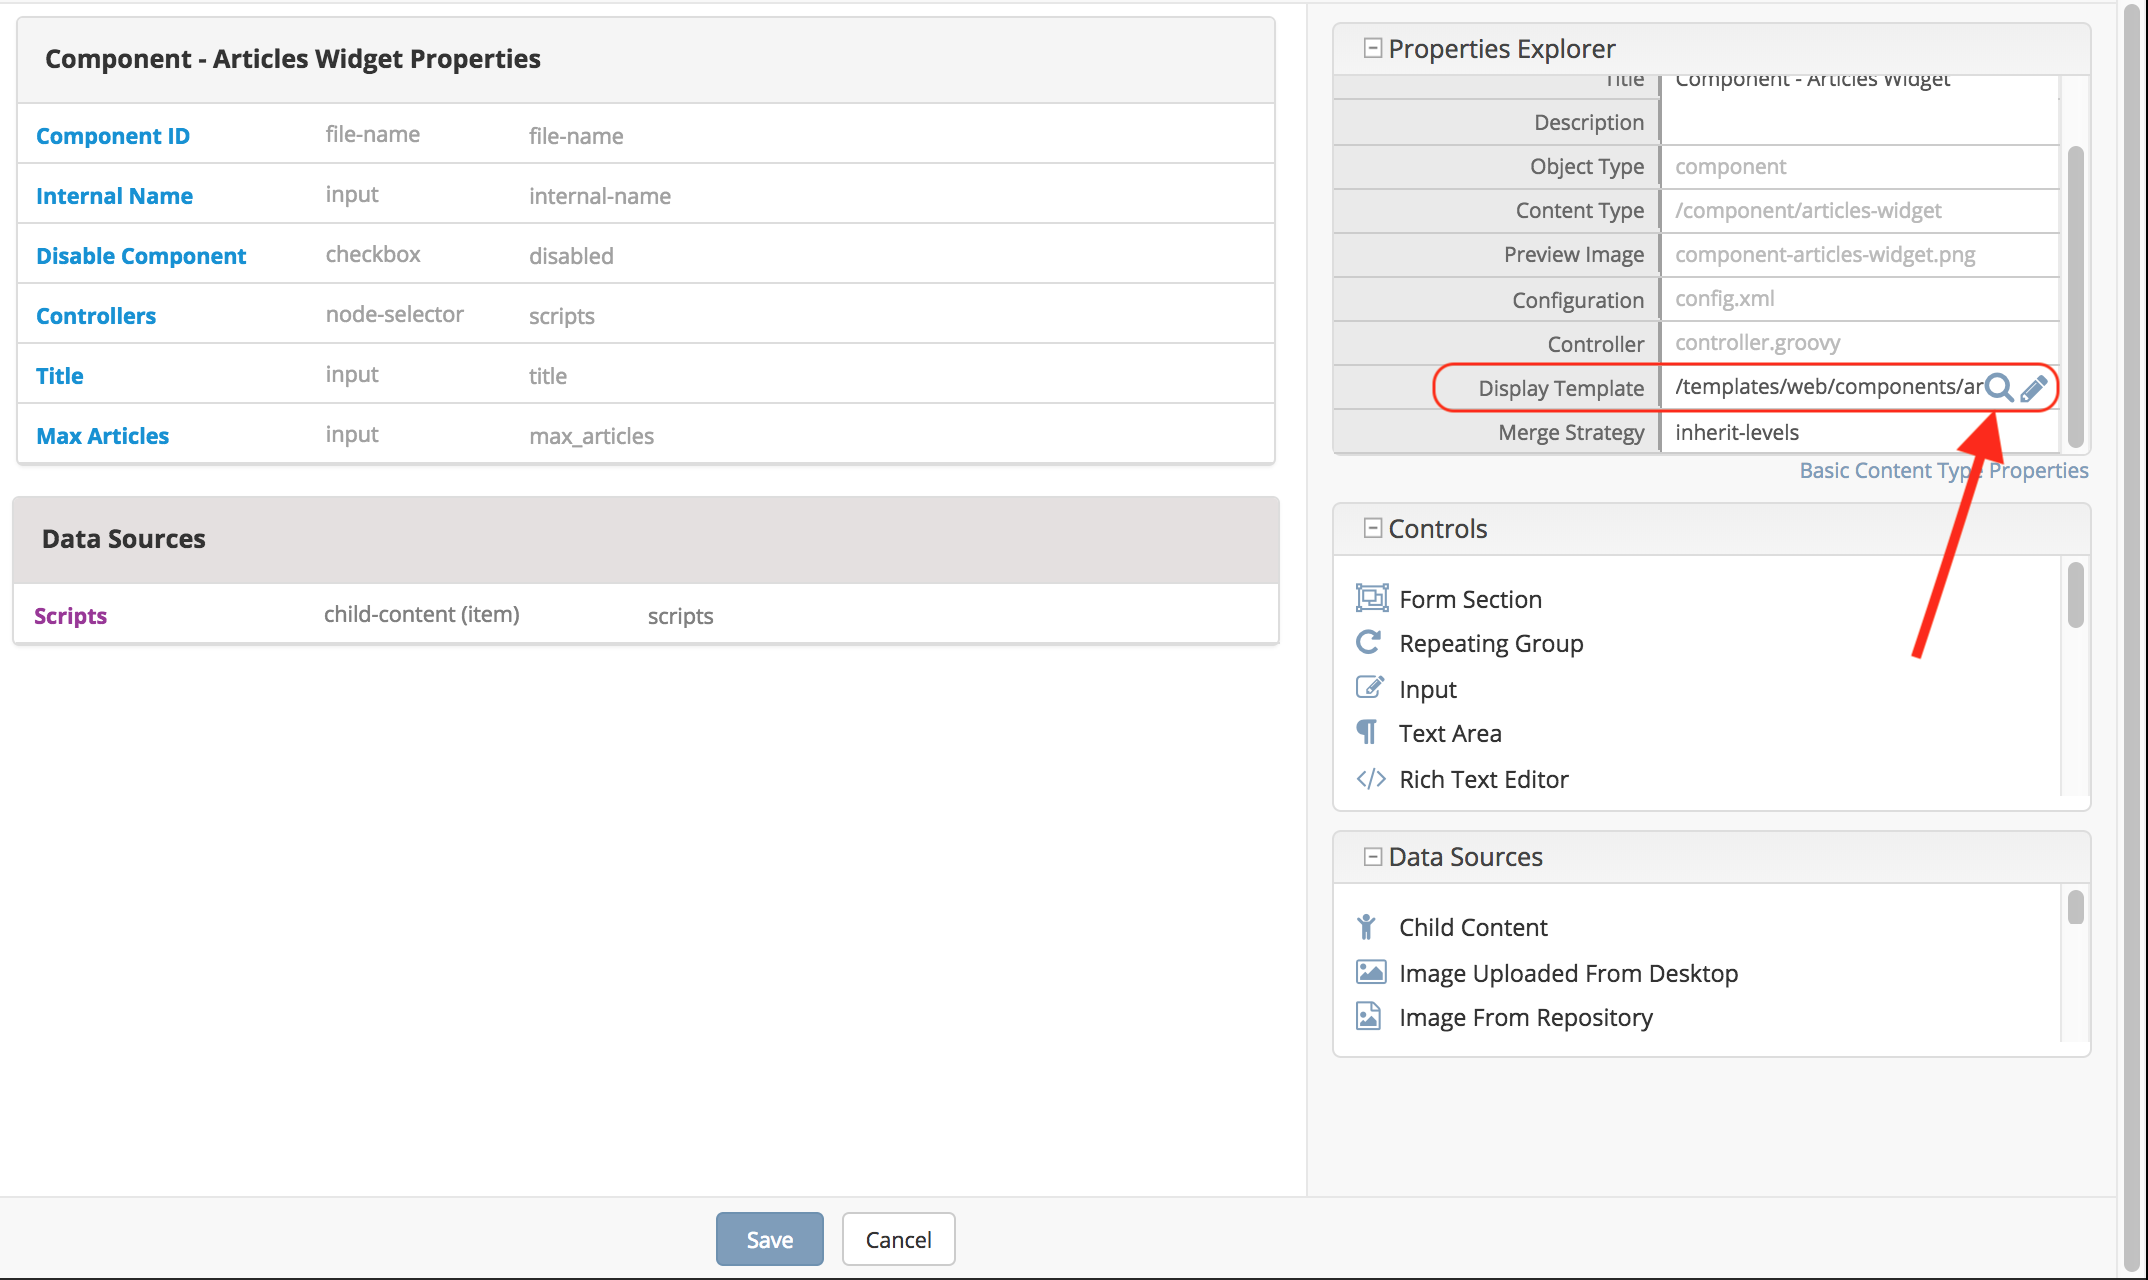 Component - Articles Widget Properties
Component ID file-name file-name
Internal Name input internal-name
Disable Component checkbox disabled
Controllers node-selector scripts
Title input title
Max Articles input max_articles
Data Sources
Scripts child-content (item) scripts
Properties Explorer
Title Component - Articles Widget
Description
Object Type component
Content Type /component/articles-widget
Preview Image component-articles-widget.png
Configuration config.xml
Controller controller.groovy
Display Template /templates/web/components/ar
Merge Strategy inherit-levels
Basic Content Type Properties
Controls
Form Section
Repeating Group
Input
Text Area
Rich Text Editor
Data Sources
Child Content
Image Uploaded From Desktop
Image From Repository
Save Cancel